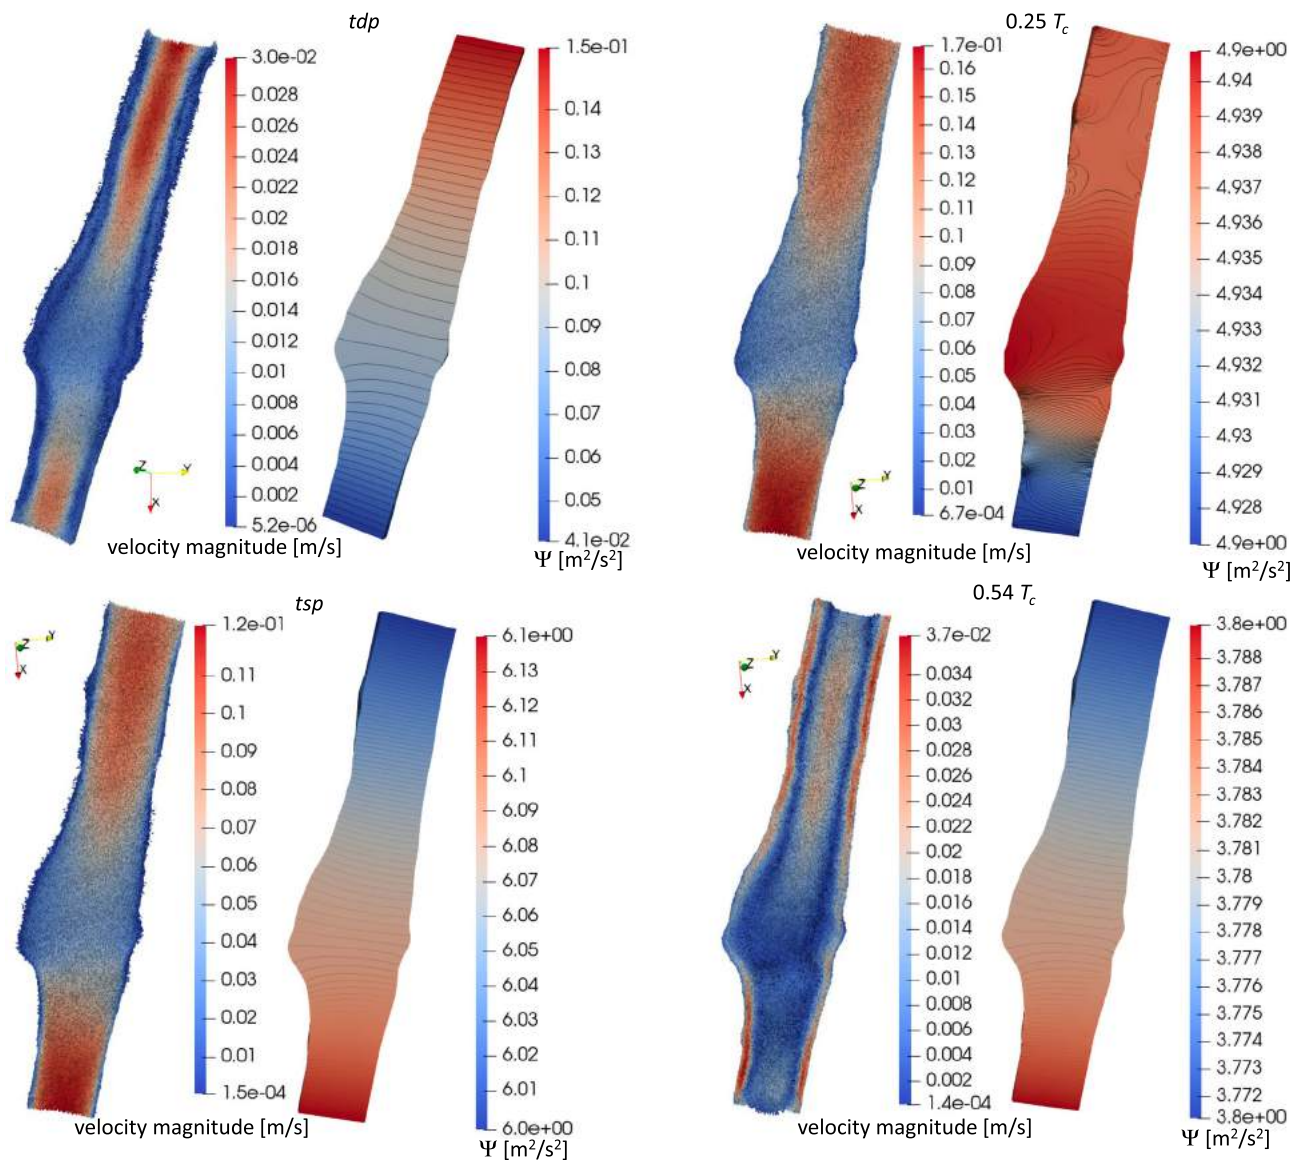 tdp
3.0e-02
0.028
0.026
0.024
0.022
0.02
0.018
0.016
0.014
0.012
0.01
0.008
0.006
0.004
0.002
5.2e-06
Z
Y
X
velocity magnitude [m/s]
1.5e-01
0.14
0.13
0.12
0.11
0.1
0.09
0.08
0.07
0.06
0.05
4.1e-02
Ψ [m²/s²]
0.25 Tc
1.7e-01
0.16
0.15
0.14
0.13
0.12
0.11
0.1
0.09
0.08
0.07
0.06
0.05
0.04
0.03
0.02
0.01
6.7e-04
Y
Z
X
velocity magnitude [m/s]
4.9e+00
4.94
4.939
4.938
4.937
4.936
4.935
4.934
4.933
4.932
4.931
4.93
4.929
4.928
4.9e+00
Ψ [m²/s²]
tsp
Y
Z
X
1.2e-01
0.11
0.1
0.09
0.08
0.07
0.06
0.05
0.04
0.03
0.02
0.01
1.5e-04
velocity magnitude [m/s]
6.1e+00
6.13
6.12
6.11
6.1
6.09
6.08
6.07
6.06
6.05
6.04
6.03
6.02
6.01
6.0e+00
Ψ [m²/s²]
0.54 Tc
Y
Z
X
3.7e-02
0.034
0.032
0.03
0.028
0.026
0.024
0.022
0.02
0.018
0.016
0.014
0.012
0.01
0.008
0.006
0.004
0.002
1.4e-04
velocity magnitude [m/s]
3.8e+00
3.788
3.787
3.786
3.785
3.784
3.783
3.782
3.781
3.78
3.779
3.778
3.777
3.776
3.775
3.774
3.773
3.772
3.8e+00
Ψ [m²/s²]